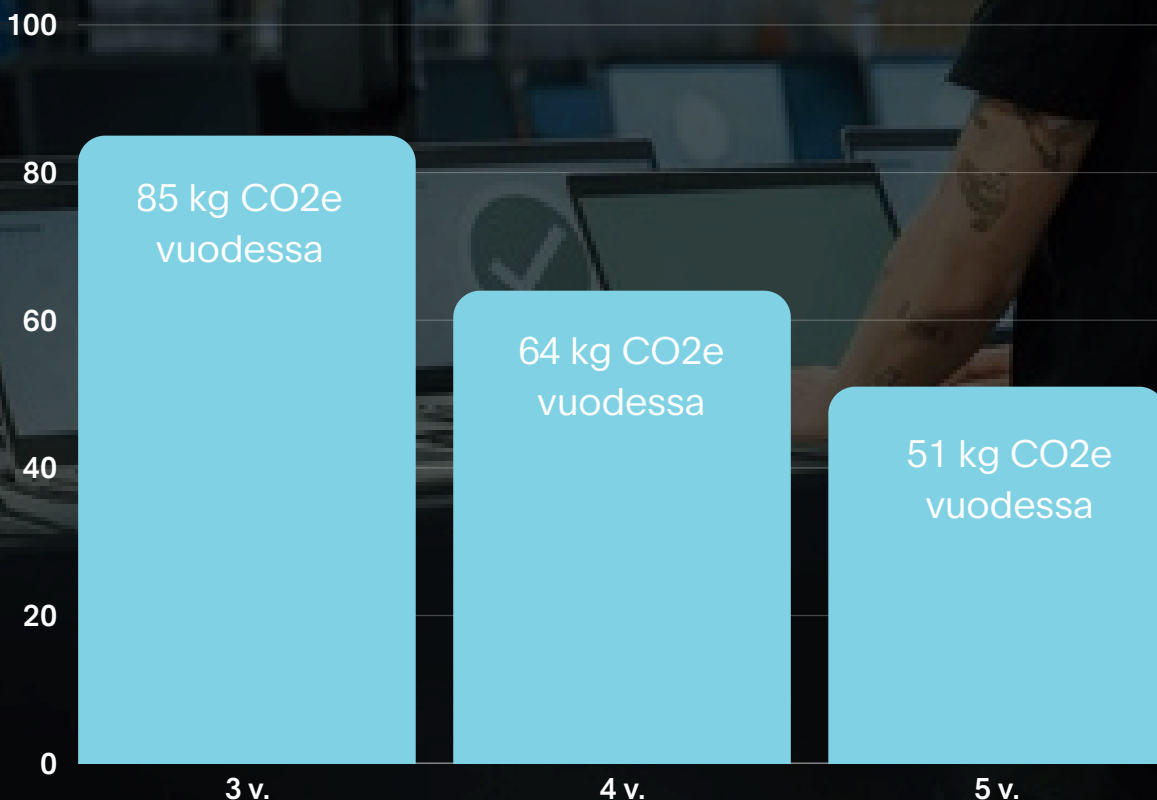 100
80
60
40
20
0
85 kg CO2e
vuodessa
64 kg CO2e
vuodessa
51 kg CO2e
vuodessa
3 v.
4 v.
5 v.